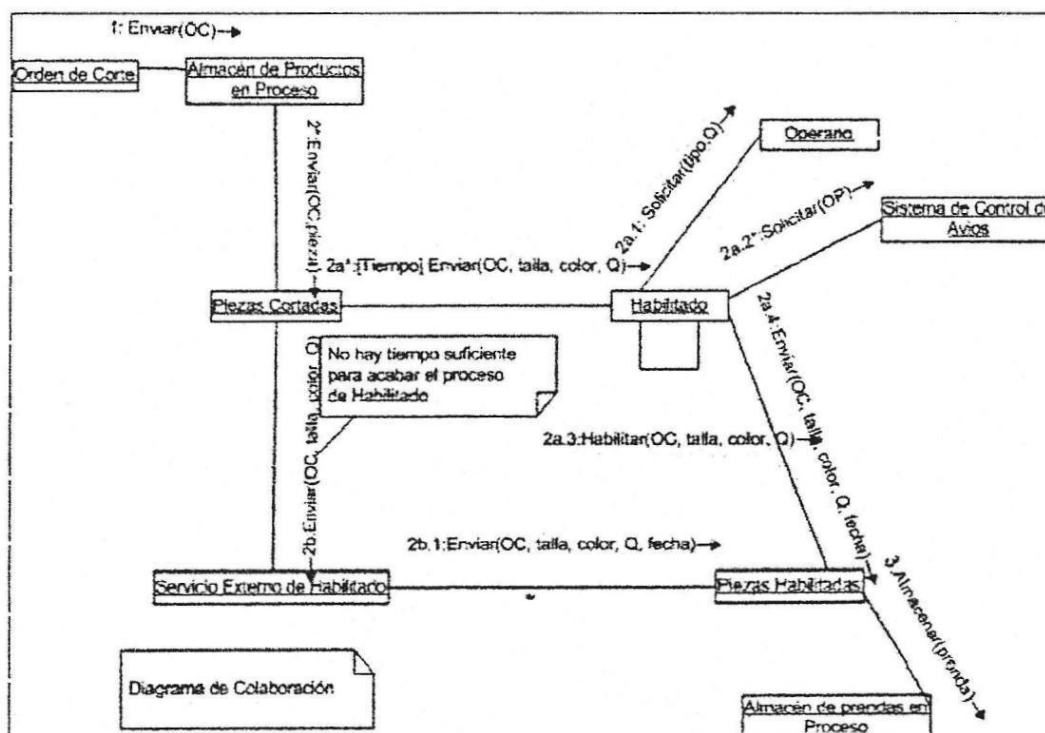 1: Enviar(OC)
Orden de Corte
Almacén de Productos
en Proceso
2*:Enviar(OC,pieza)
2a.1: Solicitar(tipo,Q)
Operario
2a.2*:Solicitar(OP)
Sistema de Control de
Avios
2a*:[Tiempo] Enviar(OC, talla, color, Q)
Piezas Cortadas
Habilitado
No hay tiempo suficiente
para acabar el proceso
de Habilitado
2b.Enviar(OC, talla, color, Q)
2a.4:Enviar(OC, talla, color, Q, fecha)
2a.3:Habilitar(OC, talla, color, Q)
2b.1:Enviar(OC, talla, color, Q, fecha)
Servicio Externo de Habilitado
Piezas Habilitadas
3.Almacenar(prenda)
Diagrama de Colaboración
Almacén de prendas en
Proceso